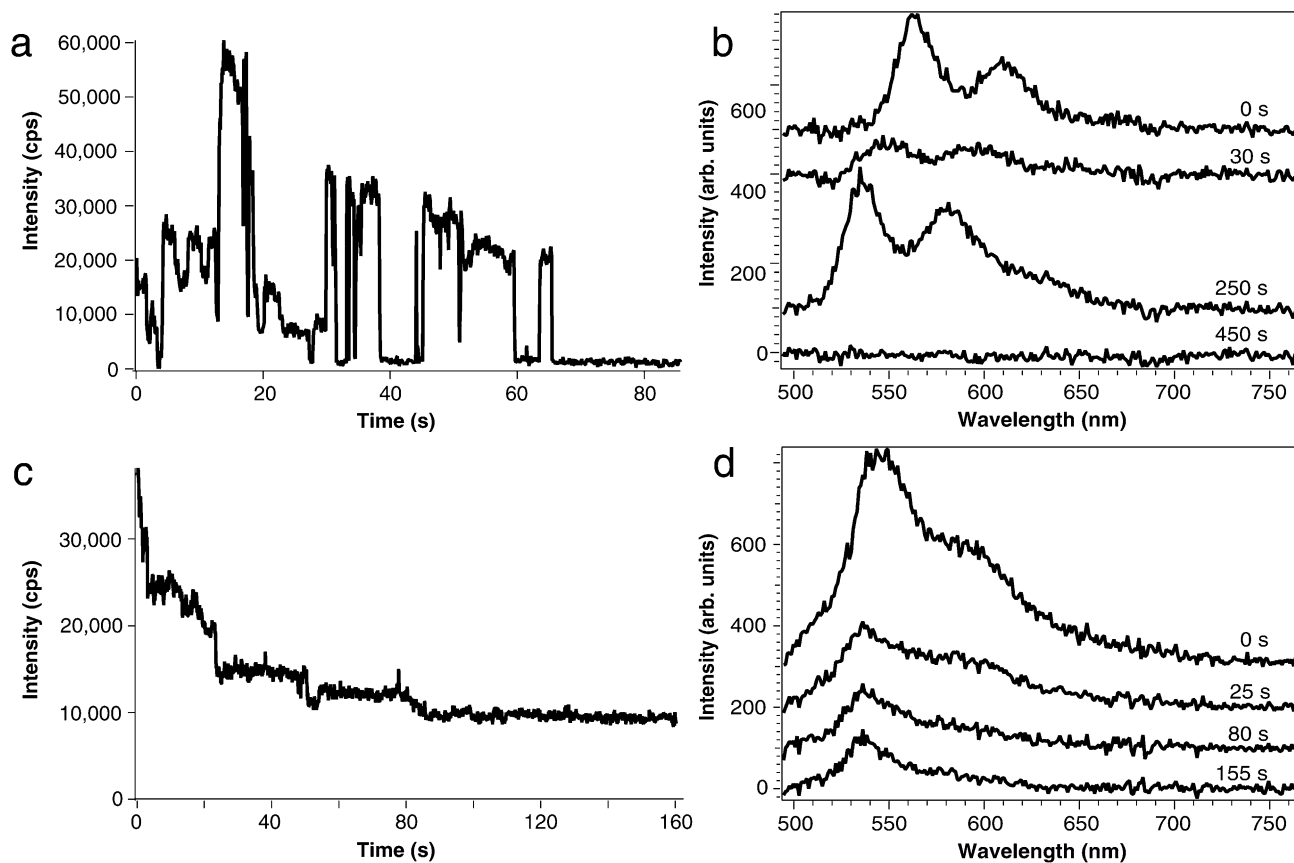 a
60,000
50,000
40,000
30,000
20,000
10,000
0
Intensity (cps)
0 20 40 60 80
Time (s)
b
600
400
200
0
Intensity (arb. units)
0 s
30 s
250 s
450 s
500 550 600 650 700 750
Wavelength (nm)
c
30,000
20,000
10,000
0
Intensity (cps)
0 40 80 120 160
Time (s)
d
600
400
200
0
Intensity (arb. units)
0 s
25 s
80 s
155 s
500 550 600 650 700 750
Wavelength (nm)